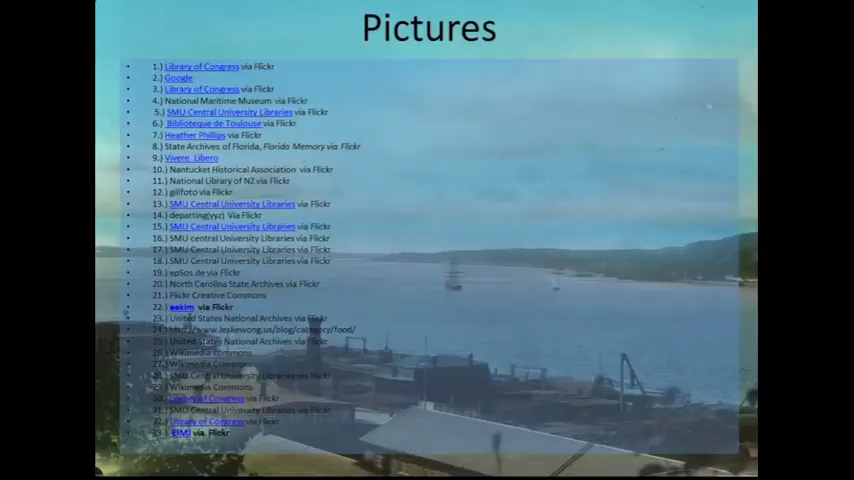 Pictures
• 1.) Library of Congress via Flickr
• 2.) Google
• 3.) Library of Congress via Flickr
• 4.) National Maritime Museum via Flickr
• 5.) SMU Central University Libraries via Flickr
• 6.) Biblioteque de Toulouse via Flickr
• 7.) Heather Phillips via Flickr
• 8.) State Archives of Florida, Florida Memory via Flickr
• 9.) Vivere. Libero
• 10.) Nantucket Historical Association via Flickr
• 11.) National Library of NZ via Flickr
• 12.) gillfoto via Flickr
• 13.) SMU Central University Libraries via Flickr
• 14.) departing(yyz) Via Flickr
• 15.) SMU Central University Libraries via Flickr
• 16.) SMU central University Libraries via Flickr
• 17.) SMU Central University Libraries via Flickr
• 18.) SMU Central University Libraries via Flickr
• 19.) epSos.de via Flickr
• 20.) North Carolina State Archives via Flickr
• 21.) Flickr Creative Commons
• 22.) eekim via Flickr
• 23.) United States National Archives via Flickr
• 24.) http://www.lesliewong.us/blog/category/food/
• 25.) United States National Archives via Flickr
• 26.) Wikimedia commons
• 27.) Wikimedia Commons
• 28.) SMU Central University Libraries via Flickr
• 29.) Wikimedia Commons
• 30.) Library of Congress via Flickr
• 31.) SMU Central University Libraries via Flickr
• 32.) Library of Congress via Flickr
• 33.) via Flickr